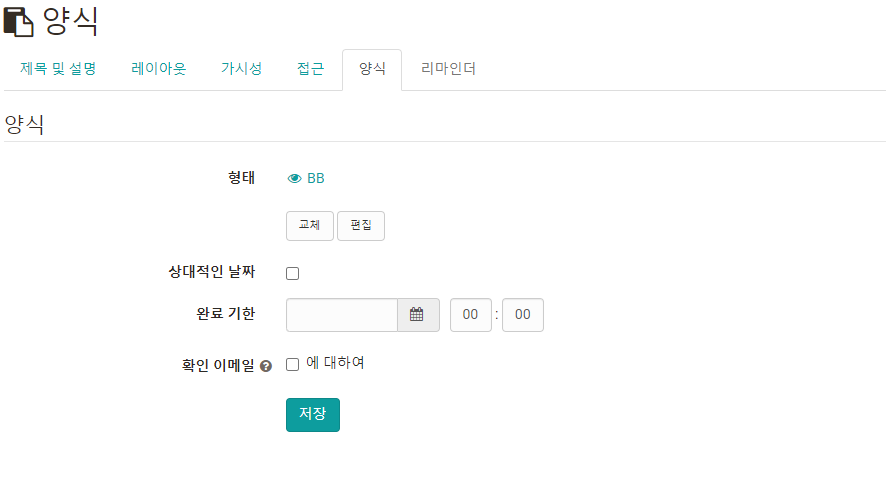 양식
제목 및 설명 레이아웃 가시성 접근 양식 리마인더
양식
형태 BB
교체 편집
상대적인 날짜
완료 기한 00 : 00
확인 이메일 ? 에 대하여
저장